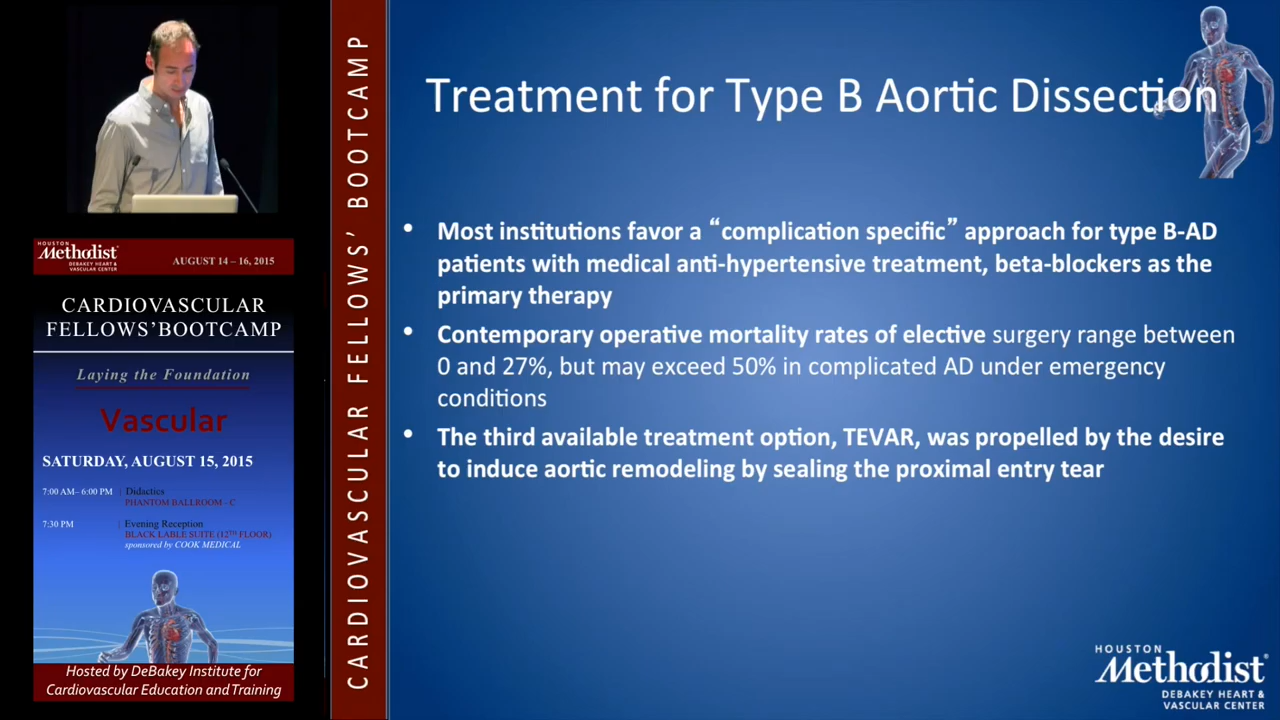 HOUSTON
Methodist
DEBAKEY HEART &
VASCULAR CENTER
AUGUST 14 – 16, 2015
CARDIOVASCULAR
FELLOWS’BOOTCAMP
Laying the Foundation
Vascular
SATURDAY, AUGUST 15, 2015
7:00 AM– 6:00 PM | Didactics
PHANTOM BALLROOM - C
7:30 PM | Evening Reception
BLACK LABLE SUITE (12TH FLOOR)
sponsored by COOK MEDICAL
Hosted by DeBakey Institute for
Cardiovascular Education and Training
CARDIOVASCULAR FELLOWS’ BOOTCAMP
Treatment for Type B Aortic Dissection
• Most institutions favor a “complication specific” approach for type B-AD
patients with medical anti-hypertensive treatment, beta-blockers as the
primary therapy
• Contemporary operative mortality rates of elective surgery range between
0 and 27%, but may exceed 50% in complicated AD under emergency
conditions
• The third available treatment option, TEVAR, was propelled by the desire
to induce aortic remodeling by sealing the proximal entry tear
HOUSTON
Methodist
DEBAKEY HEART &
VASCULAR CENTER